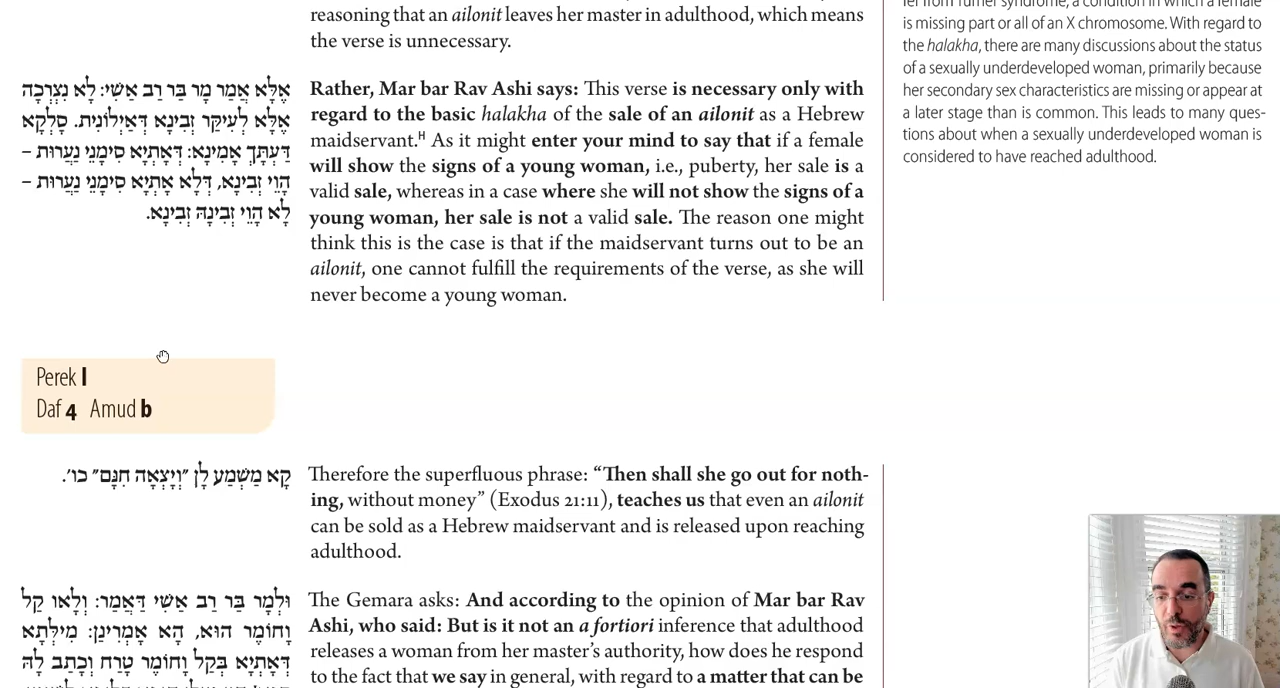 reasoning that an ailonit leaves her master in adulthood, which means
the verse is unnecessary.
אֶלָּא אֲמַר מָר בַּר רַב אַשִׁי: לָא נִצְרְכָה
אֶלָּא לְעִיקַּר זְבִינָא דְּאַיְלוֹנִית. סָלְקָא
דַּעְתָּךְ אָמֵינָא: דְּאָתְיָא סִימָנֵי נַעֲרוּת –
הָוֵי זְבִינָא, דְּלָא אָתְיָא סִימָנֵי נַעֲרוּת –
לָא הָוֵי זְבִינָהּ זְבִינָא.
Rather, Mar bar Rav Ashi says: This verse is necessary only with
regard to the basic halakha of the sale of an ailonit as a Hebrew
maidservant.H As it might enter your mind to say that if a female
will show the signs of a young woman, i.e., puberty, her sale is a
valid sale, whereas in a case where she will not show the signs of a
young woman, her sale is not a valid sale. The reason one might
think this is the case is that if the maidservant turns out to be an
ailonit, one cannot fulfill the requirements of the verse, as she will
never become a young woman.
fer from Turner syndrome, a condition in which a female
is missing part or all of an X chromosome. With regard to
the halakha, there are many discussions about the status
of a sexually underdeveloped woman, primarily because
her secondary sex characteristics are missing or appear at
a later stage than is common. This leads to many ques-
tions about when a sexually underdeveloped woman is
considered to have reached adulthood.
Perek I
Daf 4 Amud b
קָא מַשְׁמַע לַן ״וְיָצְאָה חִנָּם״ כו׳.
Therefore the superfluous phrase: “Then shall she go out for noth-
ing, without money” (Exodus 21:11), teaches us that even an ailonit
can be sold as a Hebrew maidservant and is released upon reaching
adulthood.
וּלְמָר בַּר רַב אַשִׁי דַּאֲמַר: וְלָאו קַל
וָחוֹמֶר הוּא, הָא אָמְרִינַן: מִילְּתָא
דְּאָתְיָא בְּקַל וָחוֹמֶר טָרַח וְכָתַב לָהּ
The Gemara asks: And according to the opinion of Mar bar Rav
Ashi, who said: But is it not an a fortiori inference that adulthood
releases a woman from her master’s authority, how does he respond
to the fact that we say in general, with regard to a matter that can be